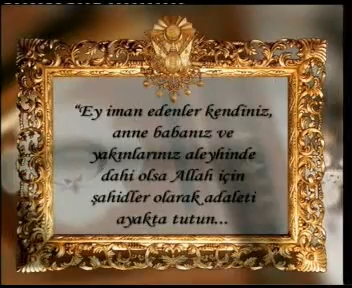 “Ey iman edenler kendiniz,
anne babanız ve
yakınlarınız aleyhinde
dahi olsa Allah için
şahidler olarak adaleti
ayakta tutun...